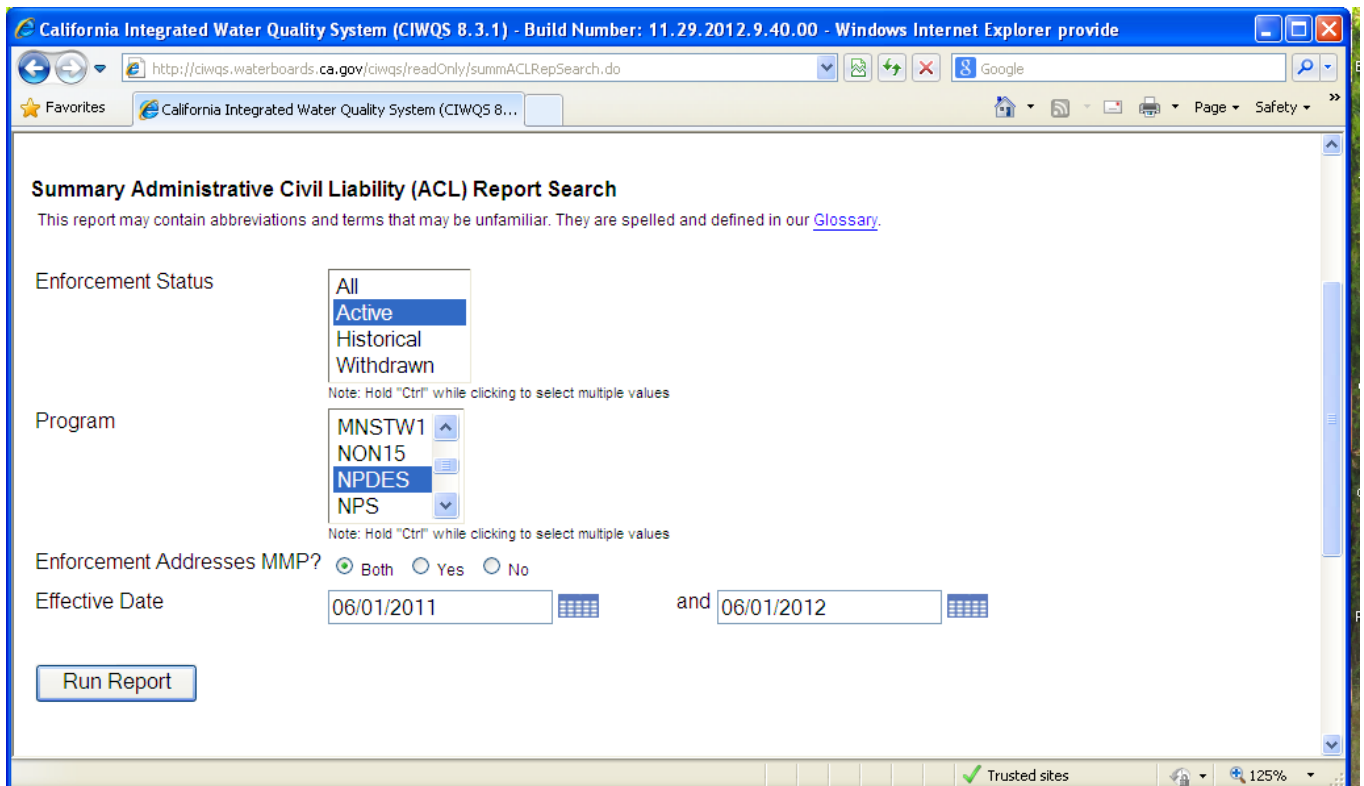 California Integrated Water Quality System (CIWQS 8.3.1) - Build Number: 11.29.2012.9.40.00 - Windows Internet Explorer provide
http://ciwqs.waterboards.ca.gov/ciwqs/readOnly/summACLRepSearch.do
Google
Favorites
California Integrated Water Quality System (CIWQS 8...
Page
Safety
»
Summary Administrative Civil Liability (ACL) Report Search
This report may contain abbreviations and terms that may be unfamiliar. They are spelled and defined in our Glossary.
Enforcement Status
All
Active
Historical
Withdrawn
Note: Hold "Ctrl" while clicking to select multiple values
Program
MNSTW1
NON15
NPDES
NPS
Note: Hold "Ctrl" while clicking to select multiple values
Enforcement Addresses MMP? Both Yes No
Effective Date 06/01/2011 and 06/01/2012
Run Report
Trusted sites
125%